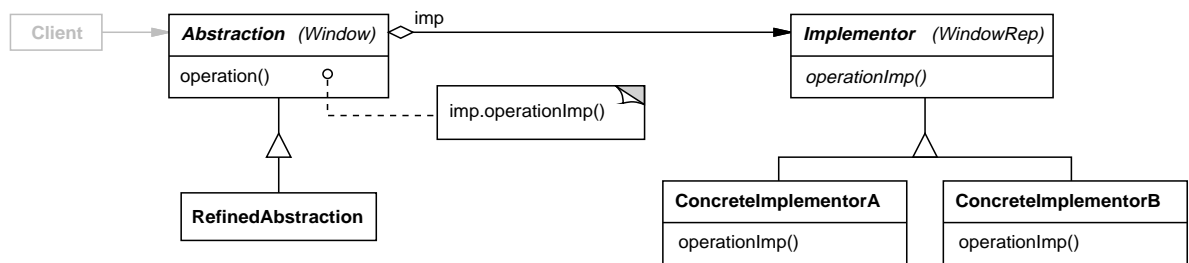 Client
Abstraction (Window)
imp
Implementor (WindowRep)
operation()
operationImp()
imp.operationImp()
RefinedAbstraction
ConcreteImplementorA
ConcreteImplementorB
operationImp()
operationImp()